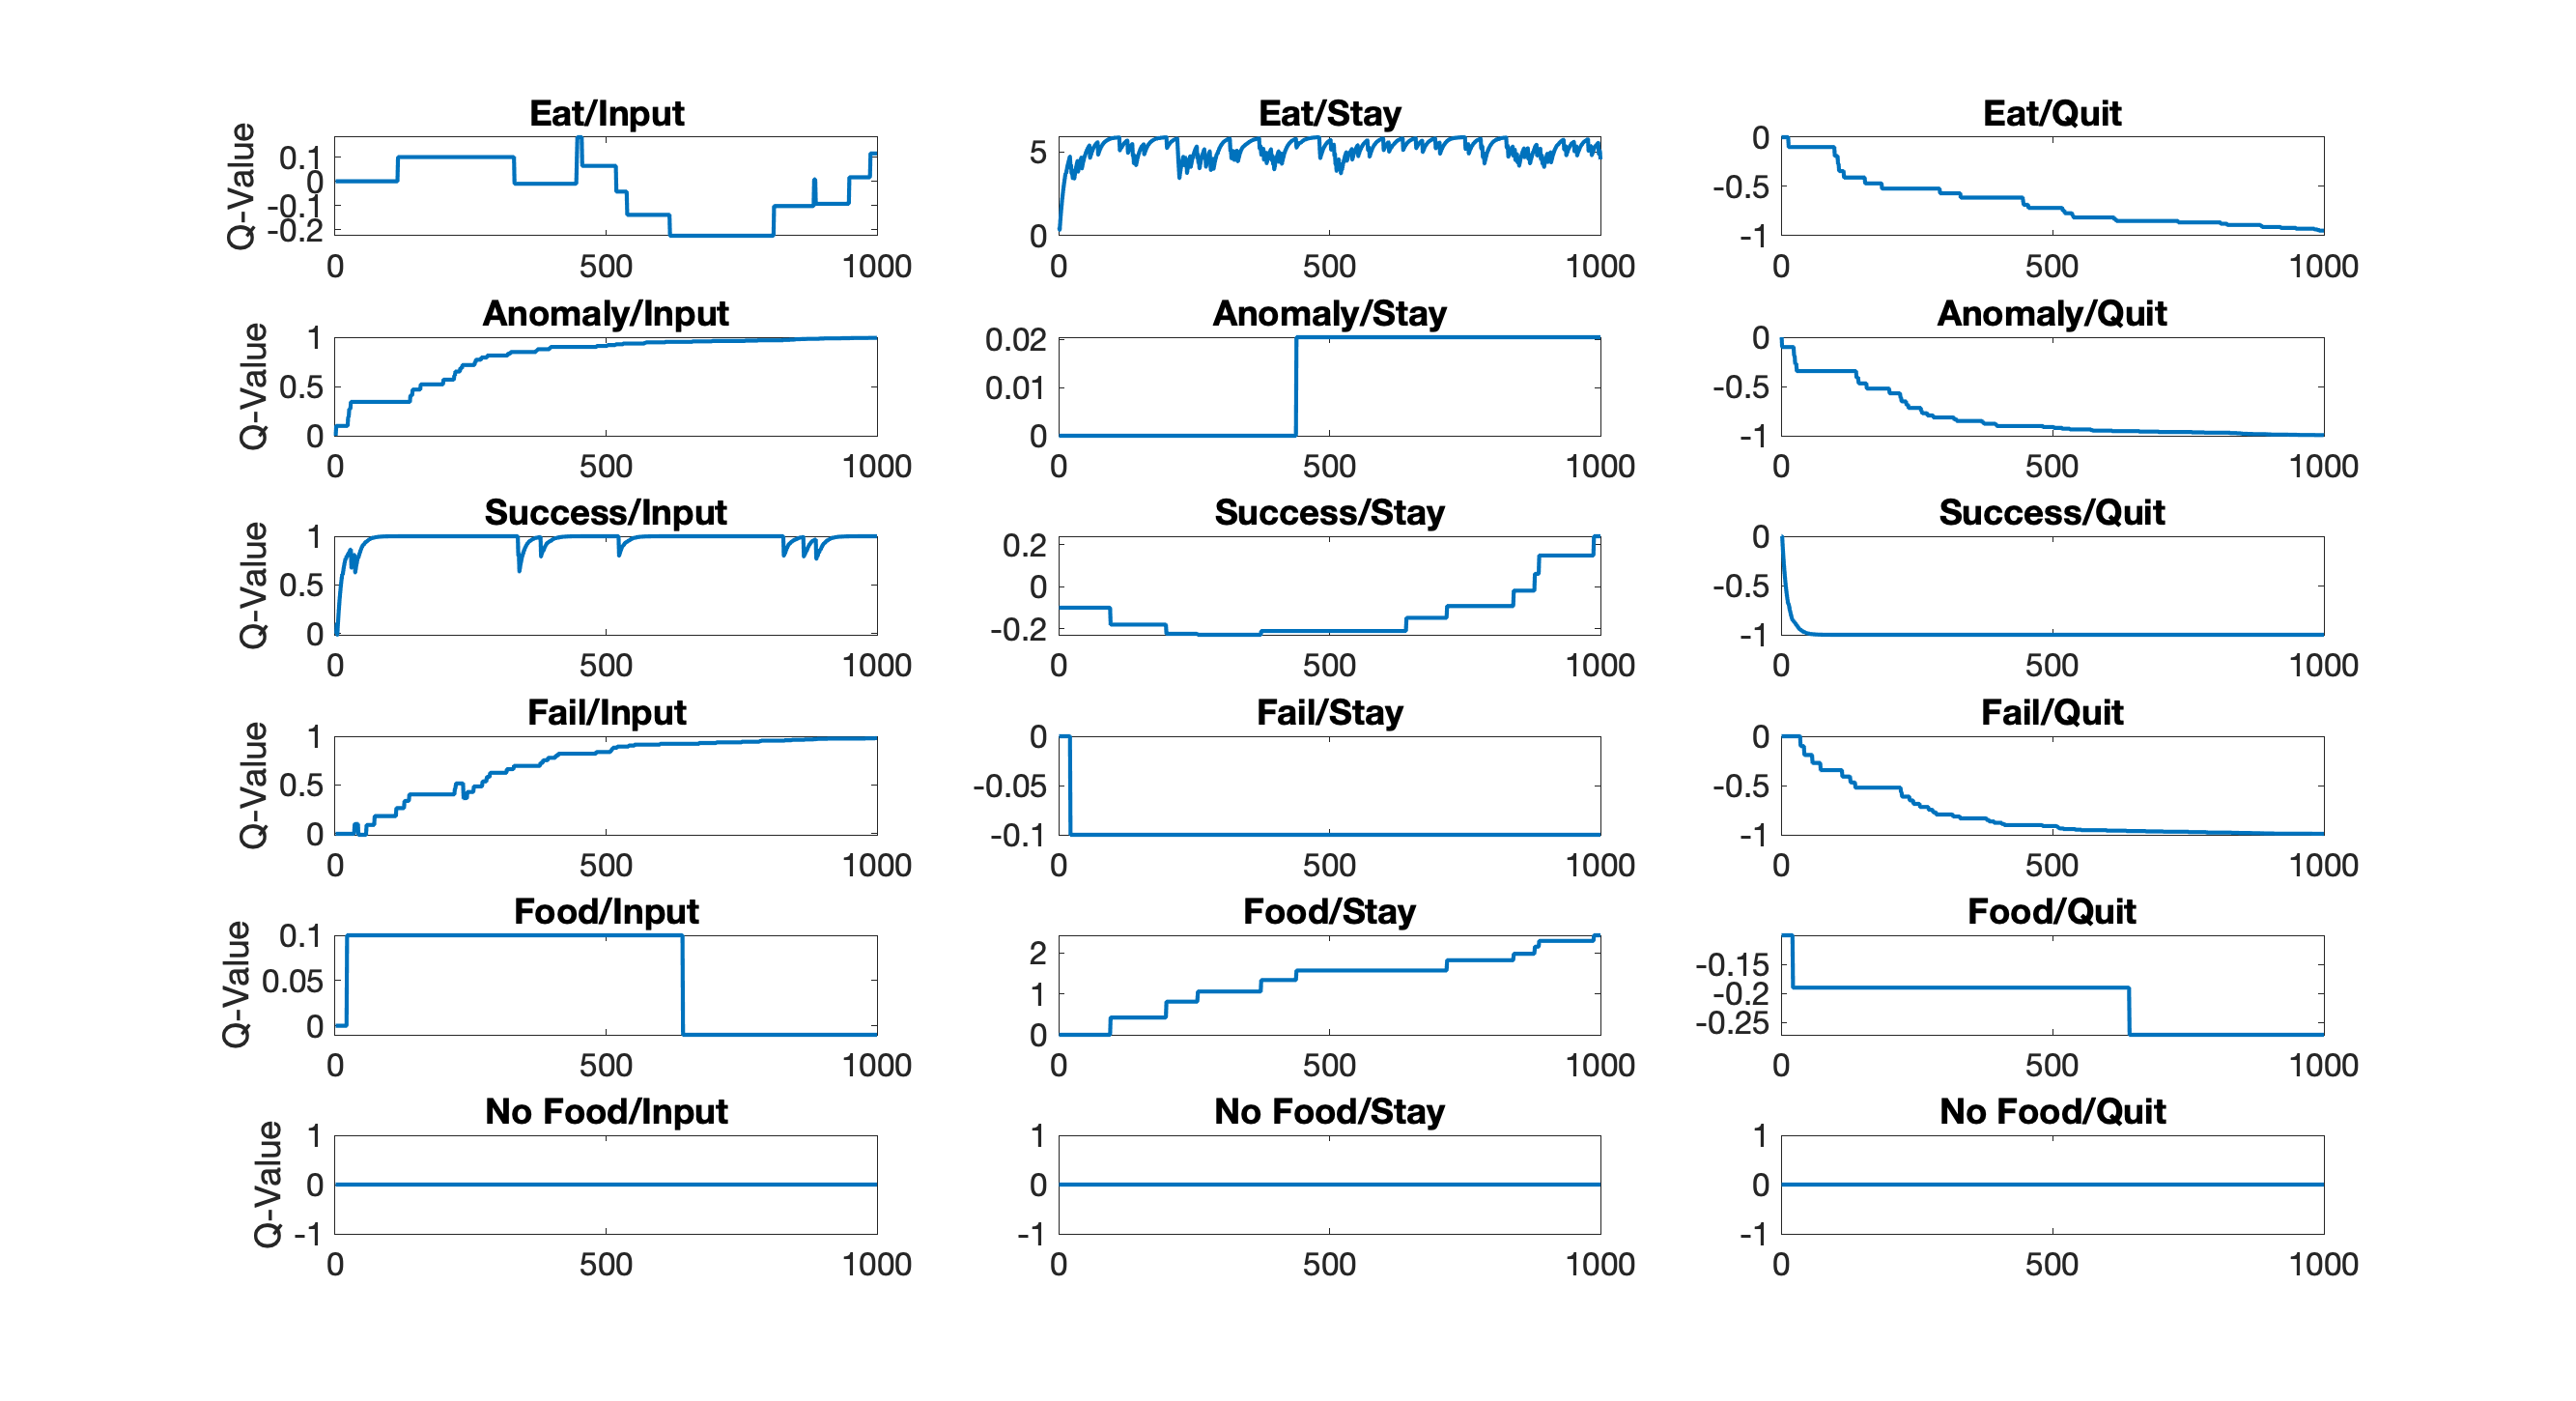 Eat/Input
Q-Value
0.1
0
-0.1
-0.2
0 500 1000
Eat/Stay
5
0
0 500 1000
Eat/Quit
0
-0.5
-1
0 500 1000
Anomaly/Input
Q-Value
1
0.5
0
0 500 1000
Anomaly/Stay
0.02
0.01
0
0 500 1000
Anomaly/Quit
0
-0.5
-1
0 500 1000
Success/Input
Q-Value
1
0.5
0
0 500 1000
Success/Stay
0.2
0
-0.2
0 500 1000
Success/Quit
0
-0.5
-1
0 500 1000
Fail/Input
Q-Value
1
0.5
0
0 500 1000
Fail/Stay
0
-0.05
-0.1
0 500 1000
Fail/Quit
0
-0.5
-1
0 500 1000
Food/Input
Q-Value
0.1
0.05
0
0 500 1000
Food/Stay
2
1
0
0 500 1000
Food/Quit
-0.15
-0.2
-0.25
0 500 1000
No Food/Input
Q-Value
1
0
-1
0 500 1000
No Food/Stay
1
0
-1
0 500 1000
No Food/Quit
1
0
-1
0 500 1000